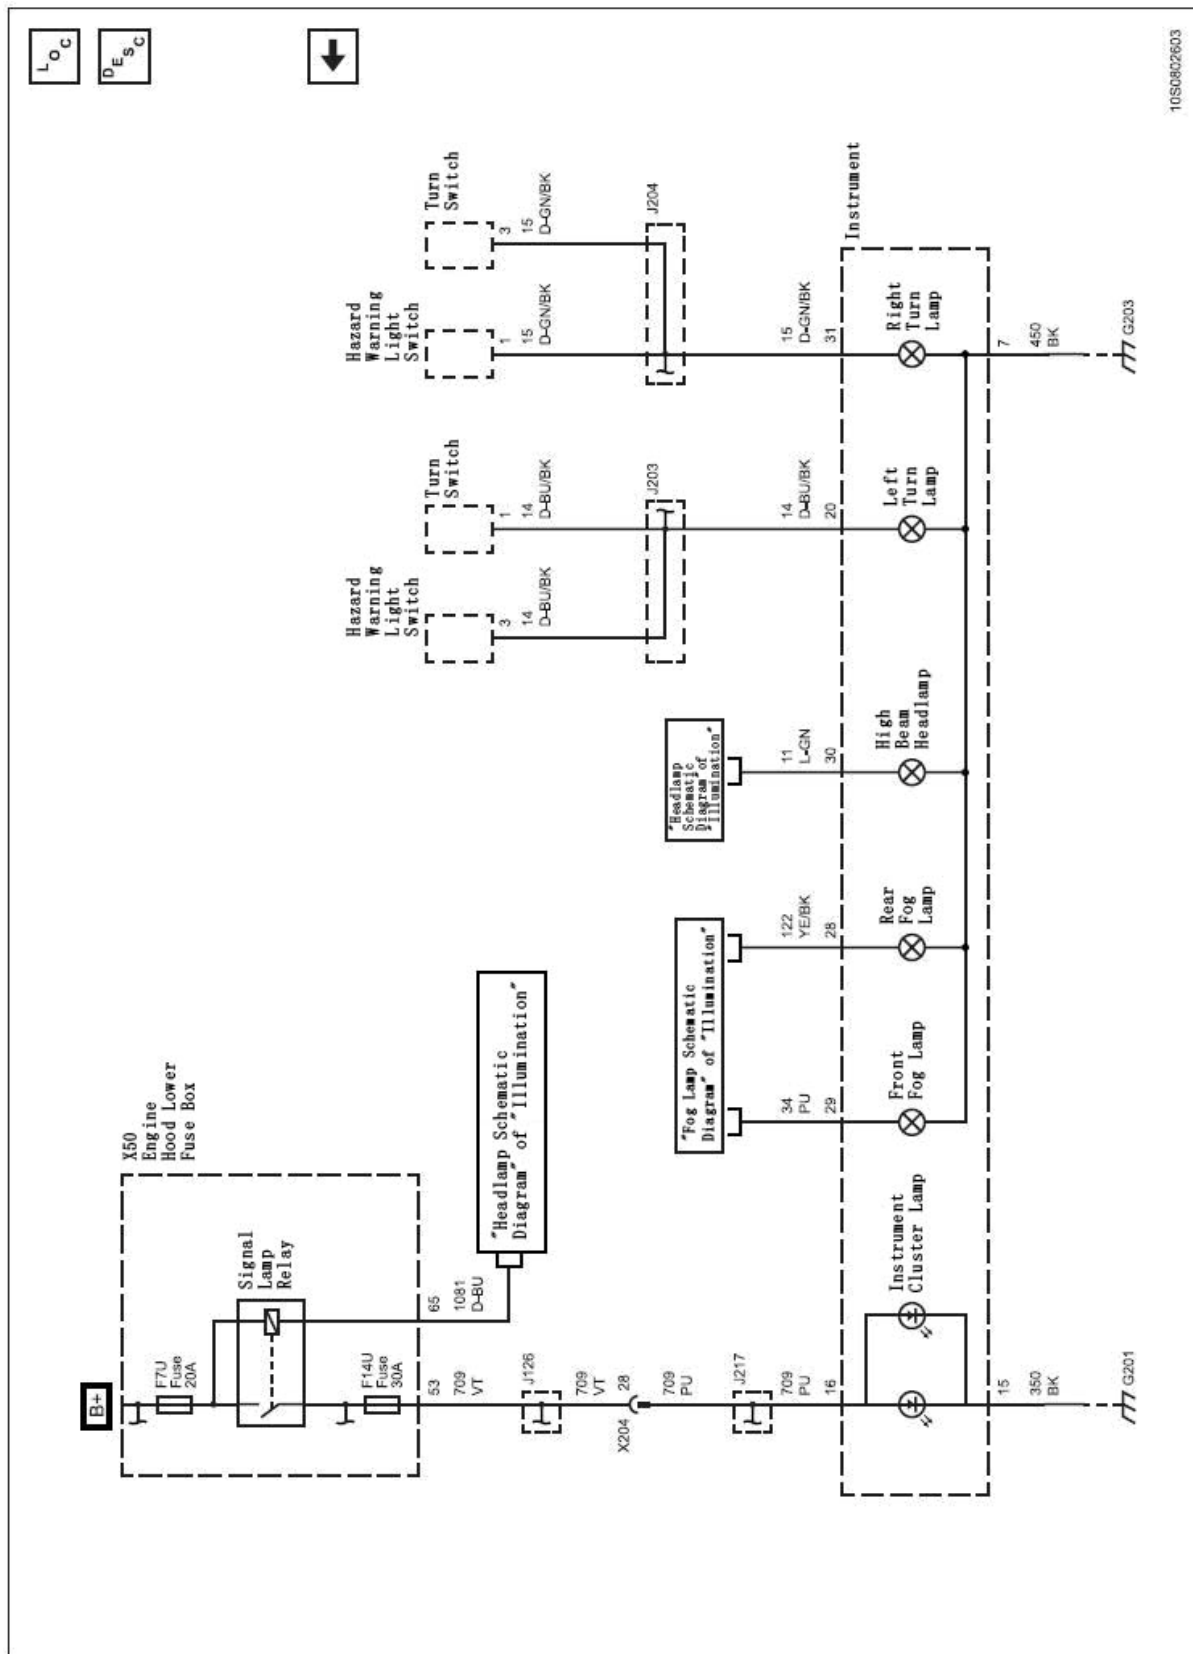 LOC
DESC
B+
X50
Engine
Hood Lower
Fuse Box
F7U
Fuse
20A
Signal
Lamp
Relay
F14U
Fuse
30A
53
709
VT
65
1081
D-BU
"Headlamp Schematic
Diagram" of "Illumination"
J126
709
VT
28
X204
709
PU
J217
709
PU
16
Instrument
Cluster Lamp
15
350
BK
G201
"Fog Lamp Schematic
Diagram" of "Illumination"
34
PU
29
Front
Fog Lamp
122
YE/BK
28
Rear
Fog
Lamp
"Headlamp
Schematic
Diagram of
"Illumination"
11
L-GN
30
High
Beam
Headlamp
Hazard
Warning
Light
Switch
3
14
D-BU/BK
Turn
Switch
1
14
D-BU/BK
J203
14
D-BU/BK
20
Left
Turn
Lamp
Hazard
Warning
Light
Switch
1
15
D-GN/BK
Turn
Switch
3
15
D-GN/BK
J204
15
D-GN/BK
31
Right
Turn
Lamp
Instrument
7
450
BK
G203
10S0802603